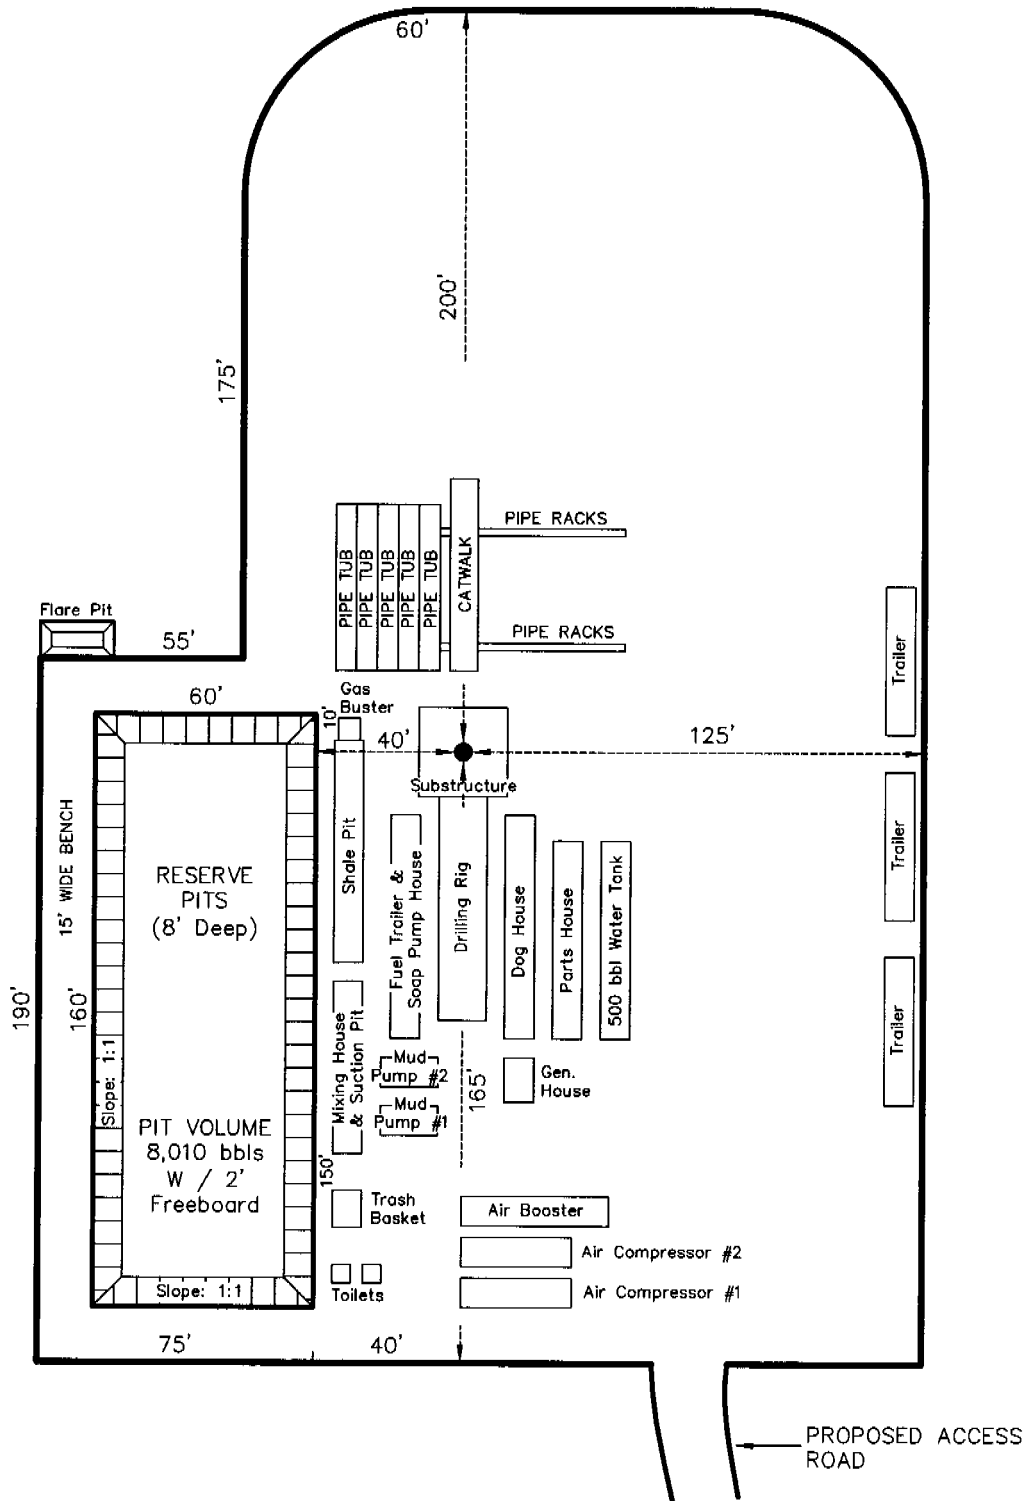 60'
200'
175'
PIPE RACKS
PIPE TUB
PIPE TUB
PIPE TUB
PIPE TUB
PIPE TUB
CATWALK
PIPE RACKS
Flare Pit
55'
Trailer
60'
Gas
Buster
10'
40'
125'
Substructure
15' WIDE BENCH
RESERVE
PITS
(8' Deep)
Shale Pit
Fuel Trailer &
Soap Pump House
Drilling Rig
Dog House
Parts House
500 bbl Water Tank
Trailer
190'
160'
Slope: 1:1
Mixing House
& Suction Pit
Mud
Pump #2
Mud
Pump #1
165'
Gen.
House
Trailer
PIT VOLUME
8,010 bbls
W / 2'
Freeboard
150'
Trash
Basket
Air Booster
Air Compressor #2
Slope: 1:1
Toilets
Air Compressor #1
75'
40'
PROPOSED ACCESS
ROAD